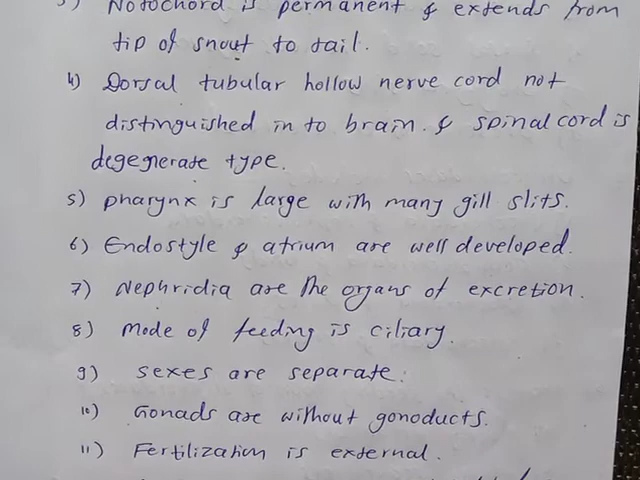 3) Notochord is permanent & extends from
tip of snout to tail.
4) Dorsal tubular hollow nerve cord not
distinguished in to brain. & spinal cord is
degegnerate type.
5) pharynx is large with many gill slits.
6) Endostyle & atrium are well developed.
7) Nephridia are the organs of excretion.
8) Mode of feeding is ciliary.
9) sexes are separate.
10) Gonads are without gonoducts.
11) Fertilization is external.